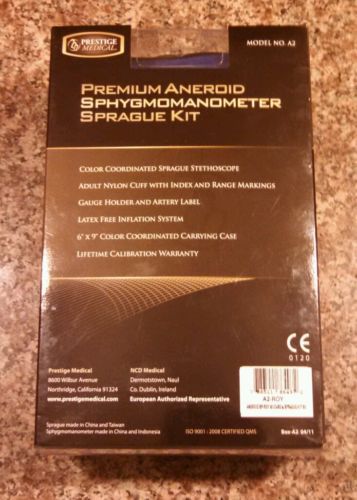 PRESTIGE
MEDICAL
MODEL NO. A2
PREMIUM ANEROID
SPHYGMOMANOMETER
SPRAGUE KIT
COLOR COORDINATED SPRAGUE STETHOSCOPE
ADULT NYLON CUFF WITH INDEX AND RANGE MARKINGS
GAUGE HOLDER AND ARTERY LABEL
LATEX FREE INFLATION SYSTEM
6" X 9" COLOR COORDINATED CARRYING CASE
LIFETIME CALIBRATION WARRANTY
CE
0120
Prestige Medical
8600 Wilbur Avenue
Northridge, California 91324
www.prestigemedical.com
NCD Medical
Dermotstown, Naul
Co. Dublin, Ireland
European Authorized Representative
A2-ROY
Sprague made in China
Sphygmomanometer made in China and Indonesia
ISO 9001 : 2008 CERTIFIED QMS
Box-A2 04/11